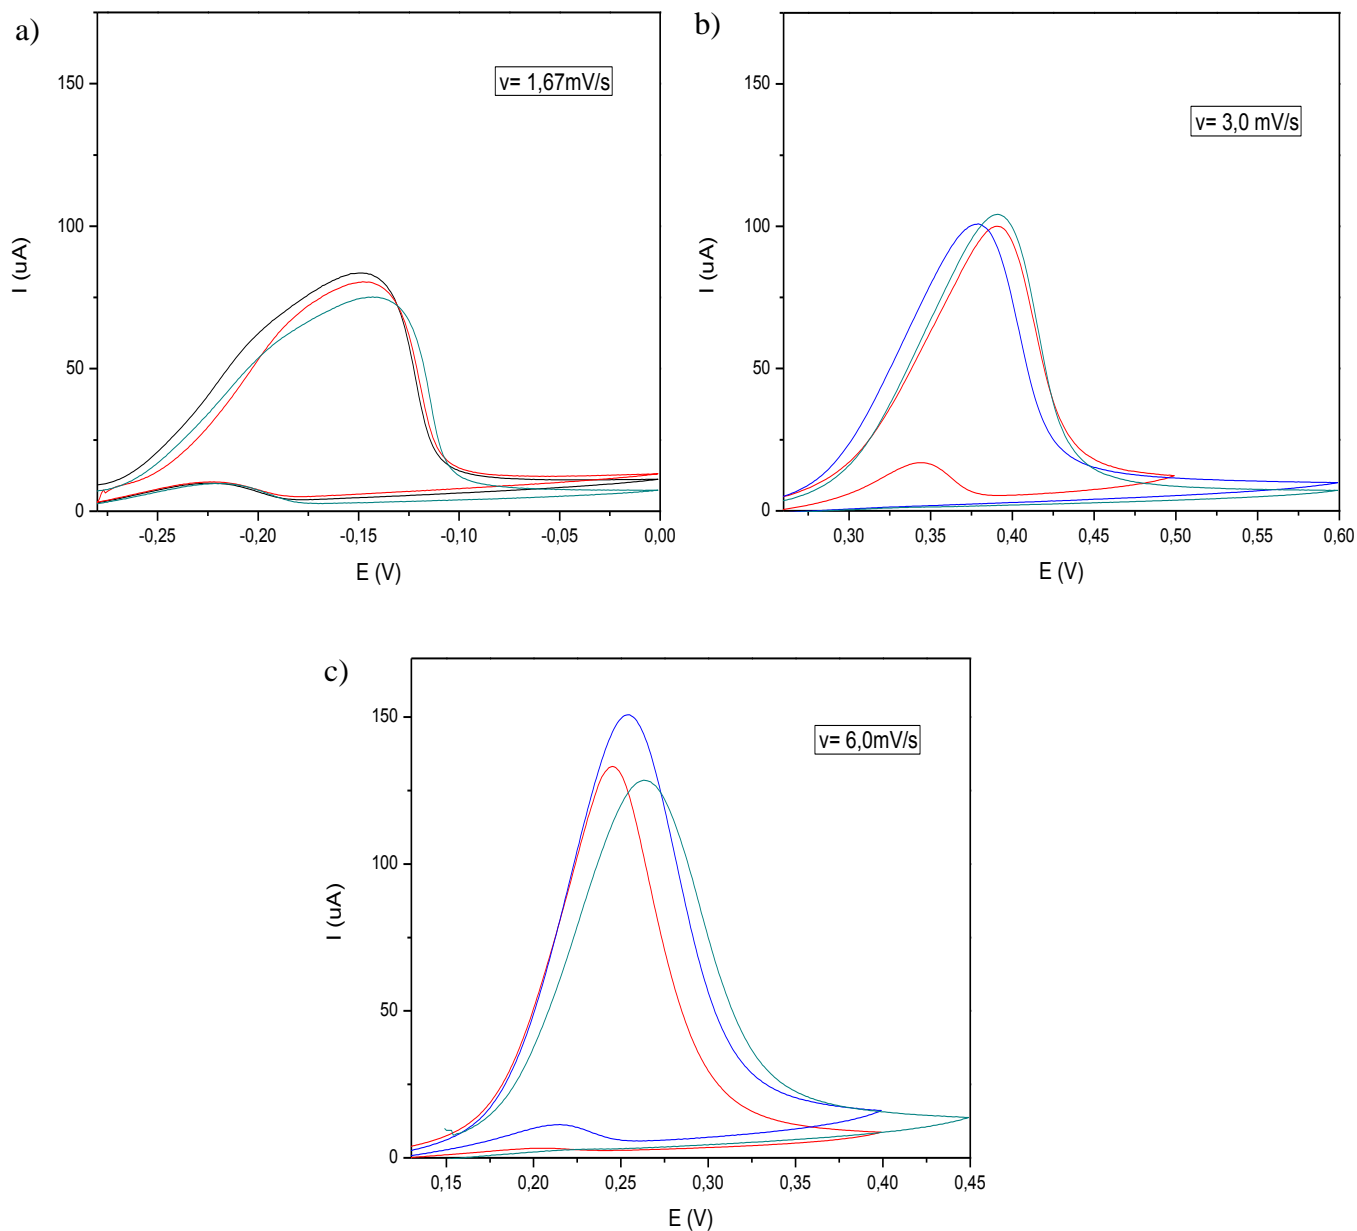 a)
v= 1,67mV/s
150
100
50
0
I (uA)
-0,25 -0,20 -0,15 -0,10 -0,05 0,00
E (V)
b)
v= 3,0 mV/s
150
100
50
0
I (uA)
0,30 0,35 0,40 0,45 0,50 0,55 0,60
E (V)
c)
v= 6,0mV/s
150
100
50
0
I (uA)
0,15 0,20 0,25 0,30 0,35 0,40 0,45
E (V)